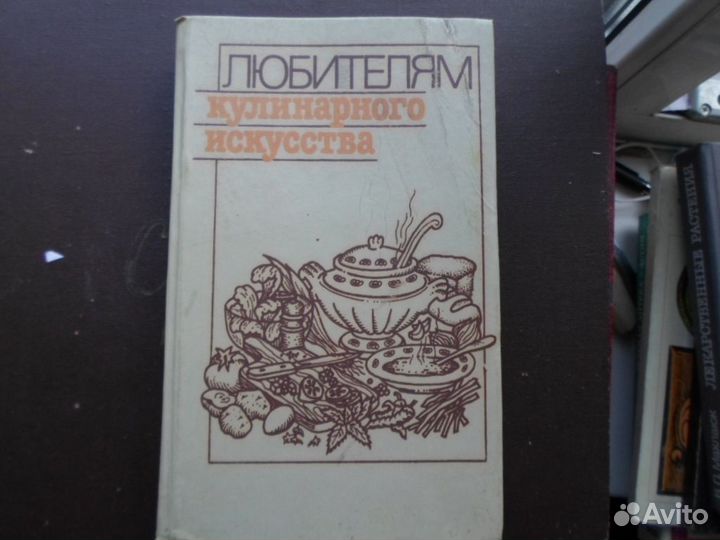 ЛЮБИТЕЛЯМ
кулинарного
искусства
ЛЕКАРСТВЕННЫЕ РАСТЕНИЯ
Avito